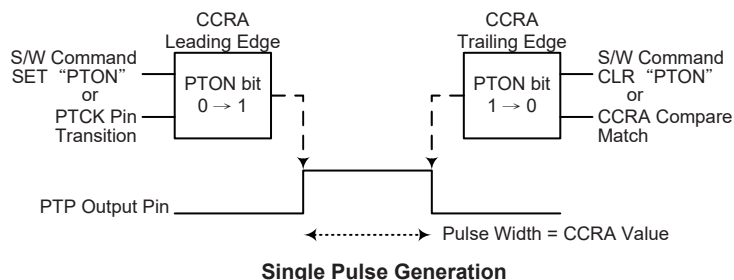 CCRA
Leading Edge
S/W Command
SET “PTON”
or
PTCK Pin
Transition
PTON bit
0 → 1
CCRA
Trailing Edge
PTON bit
1 → 0
S/W Command
CLR “PTON”
or
CCRA Compare
Match
PTP Output Pin
Pulse Width = CCRA Value
Single Pulse Generation